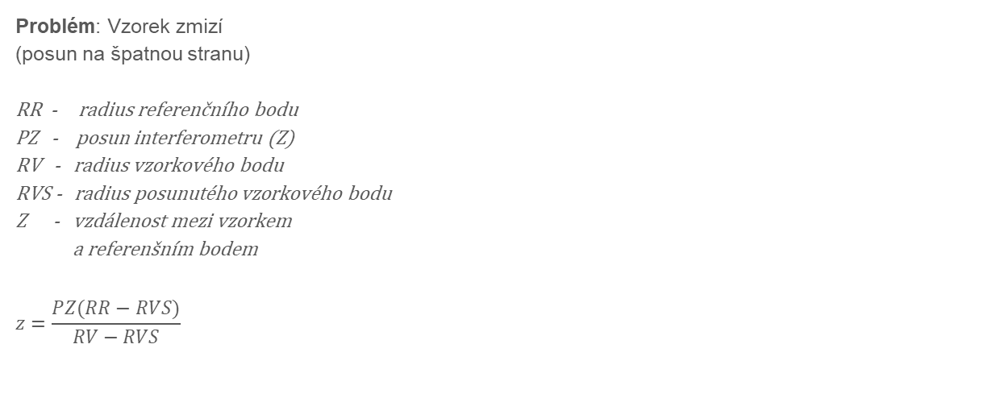 Problém: Vzorek zmizí
(posun na špatnou stranu)
RR - radius referenčního bodu
PZ - posun interferometru (Z)
RV - radius vzorkového bodu
RVS - radius posunutého vzorkového bodu
Z - vzdálenost mezi vzorkem
a referenšním bodem
z = PZ(RR − RVS) / RV − RVS